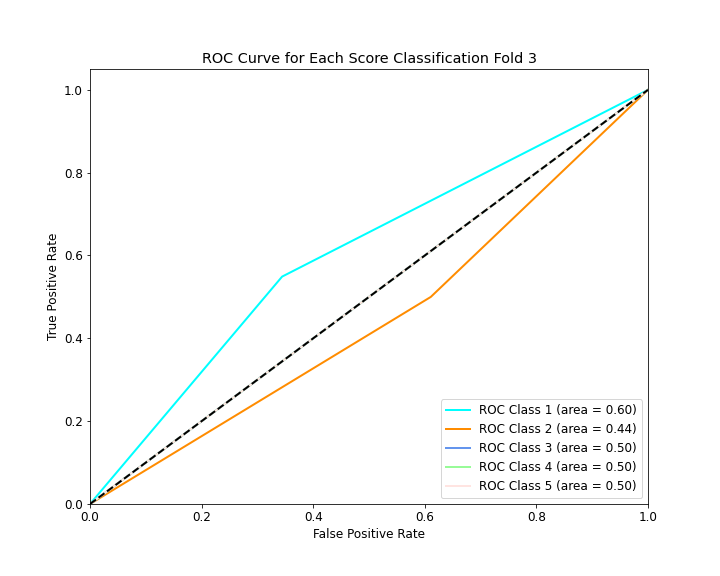 ROC Curve for Each Score Classification Fold 3
True Positive Rate
1.0
0.8
0.6
0.4
0.2
0.0
ROC Class 1 (area = 0.60)
ROC Class 2 (area = 0.44)
ROC Class 3 (area = 0.50)
ROC Class 4 (area = 0.50)
ROC Class 5 (area = 0.50)
0.0 0.2 0.4 0.6 0.8 1.0
False Positive Rate